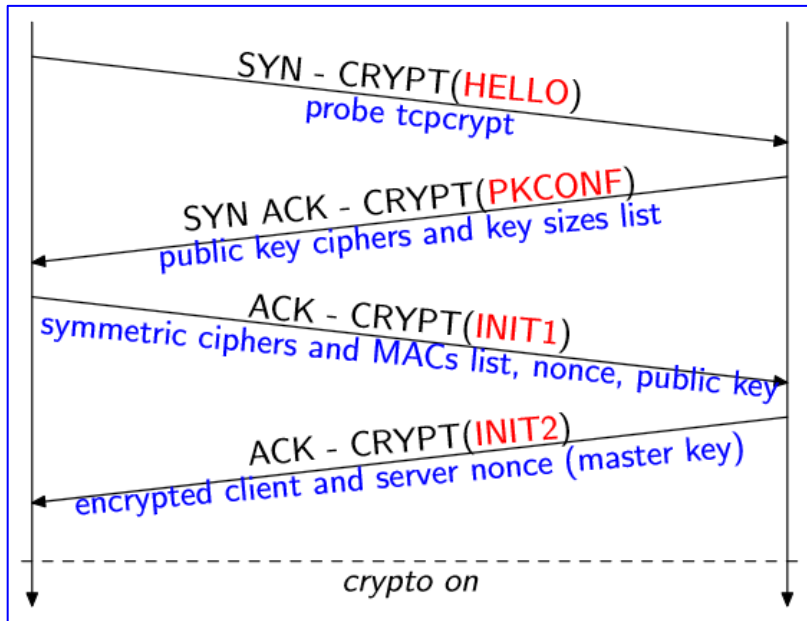 SYN - CRYPT(HELLO)
probe tcpcrypt
SYN ACK - CRYPT(PKCONF)
public key ciphers and key sizes list
ACK - CRYPT(INIT1)
symmetric ciphers and MACs list, nonce, public key
ACK - CRYPT(INIT2)
encrypted client and server nonce (master key)
crypto on